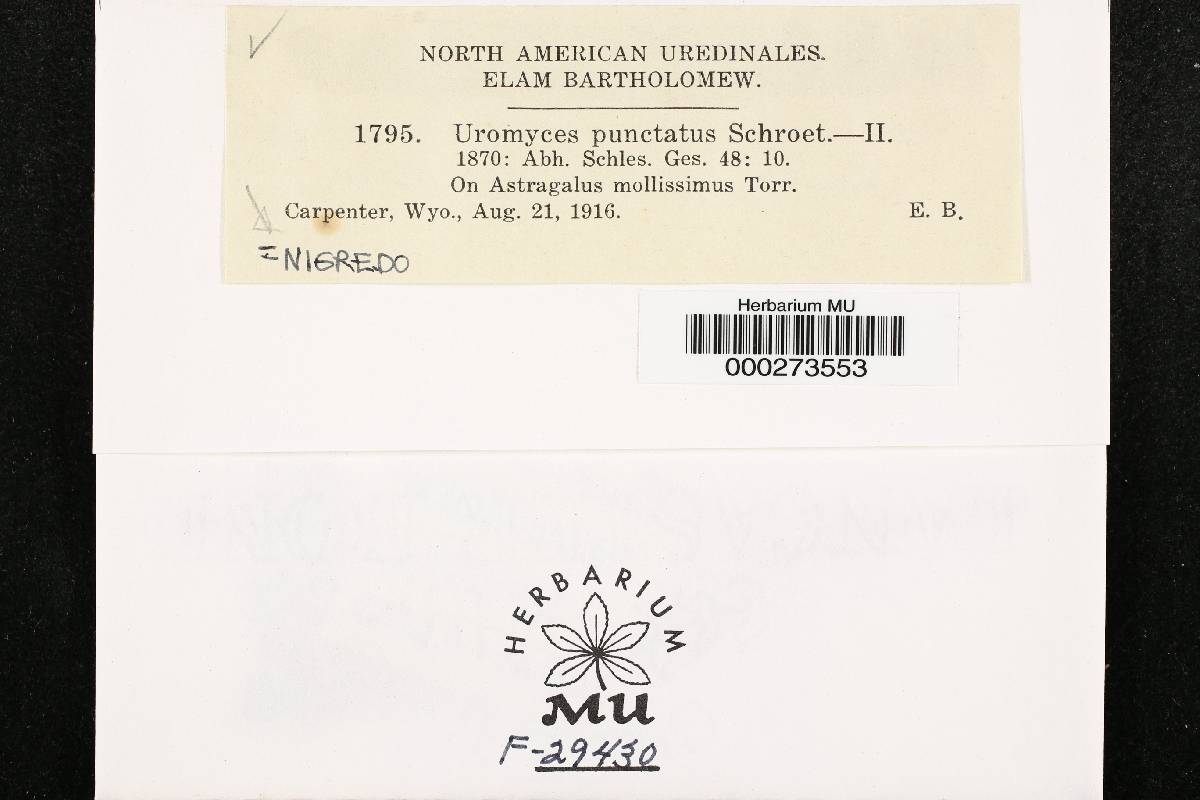 NORTH AMERICAN UREDINALES.
ELAM BARTHOLOMEW.
1795. Uromyces punctatus Schroet.—II.
1870: Abh. Schles. Ges. 48: 10.
On Astragalus mollissimus Torr.
Carpenter, Wyo., Aug. 21, 1916. E. B.
= NIGREDO
Herbarium MU
000273553
HERBARIUM
MU
F-29430